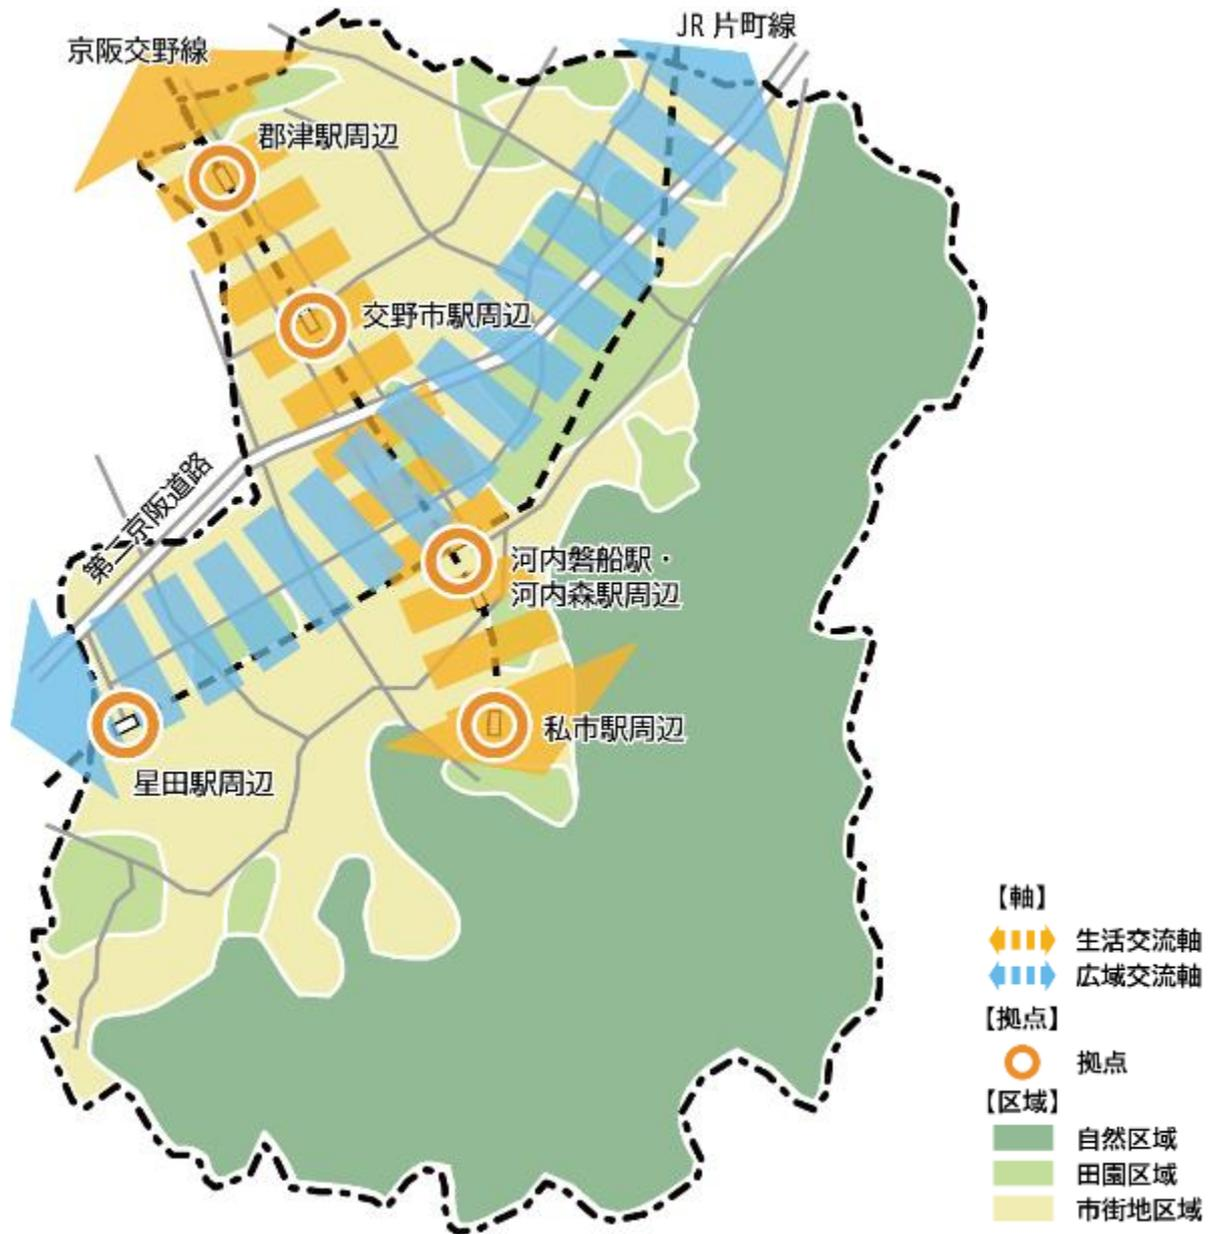 JR 片町線
京阪交野線
郡津駅周辺
交野市駅周辺
第二京阪道路
河内磐船駅・
河内森駅周辺
私市駅周辺
星田駅周辺
【軸】
生活交流軸
広域交流軸
【拠点】
拠点
【区域】
自然区域
田園区域
市街地区域